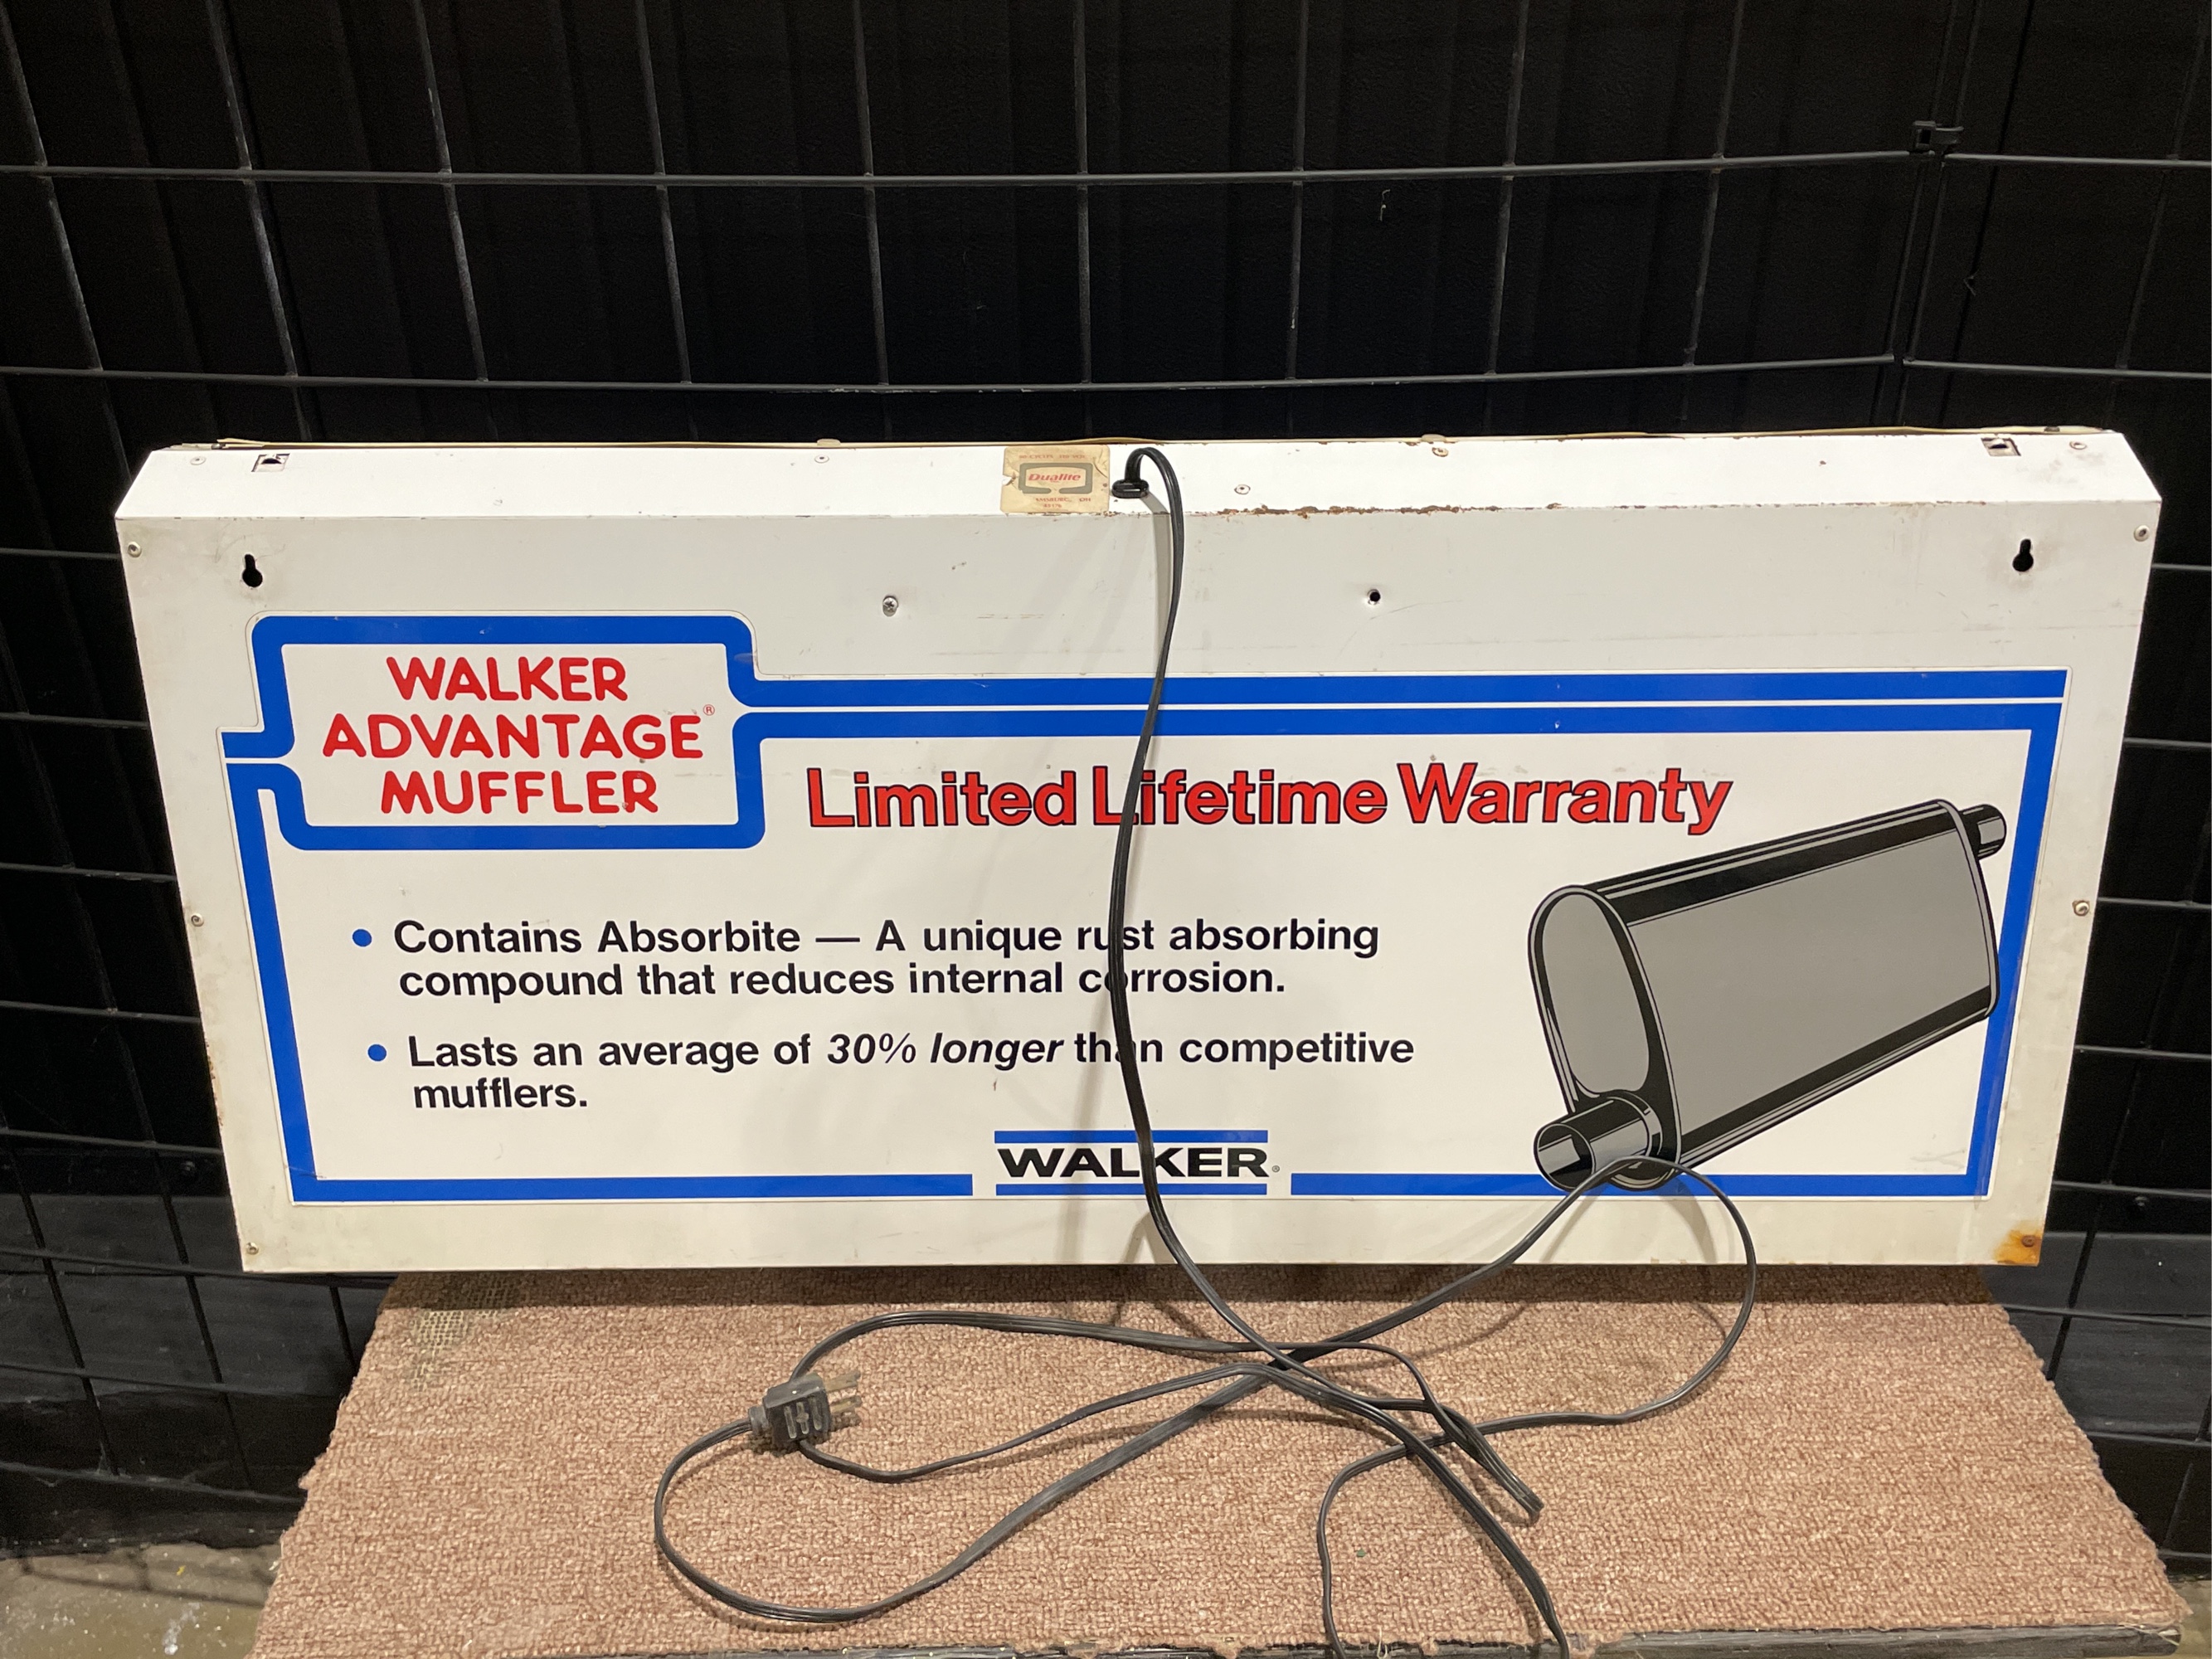 Dualite
WALKER
ADVANTAGE®
MUFFLER
Limited Lifetime Warranty
• Contains Absorbite — A unique rust absorbing
compound that reduces internal corrosion.
• Lasts an average of 30% longer than competitive
mufflers.
WALKER®